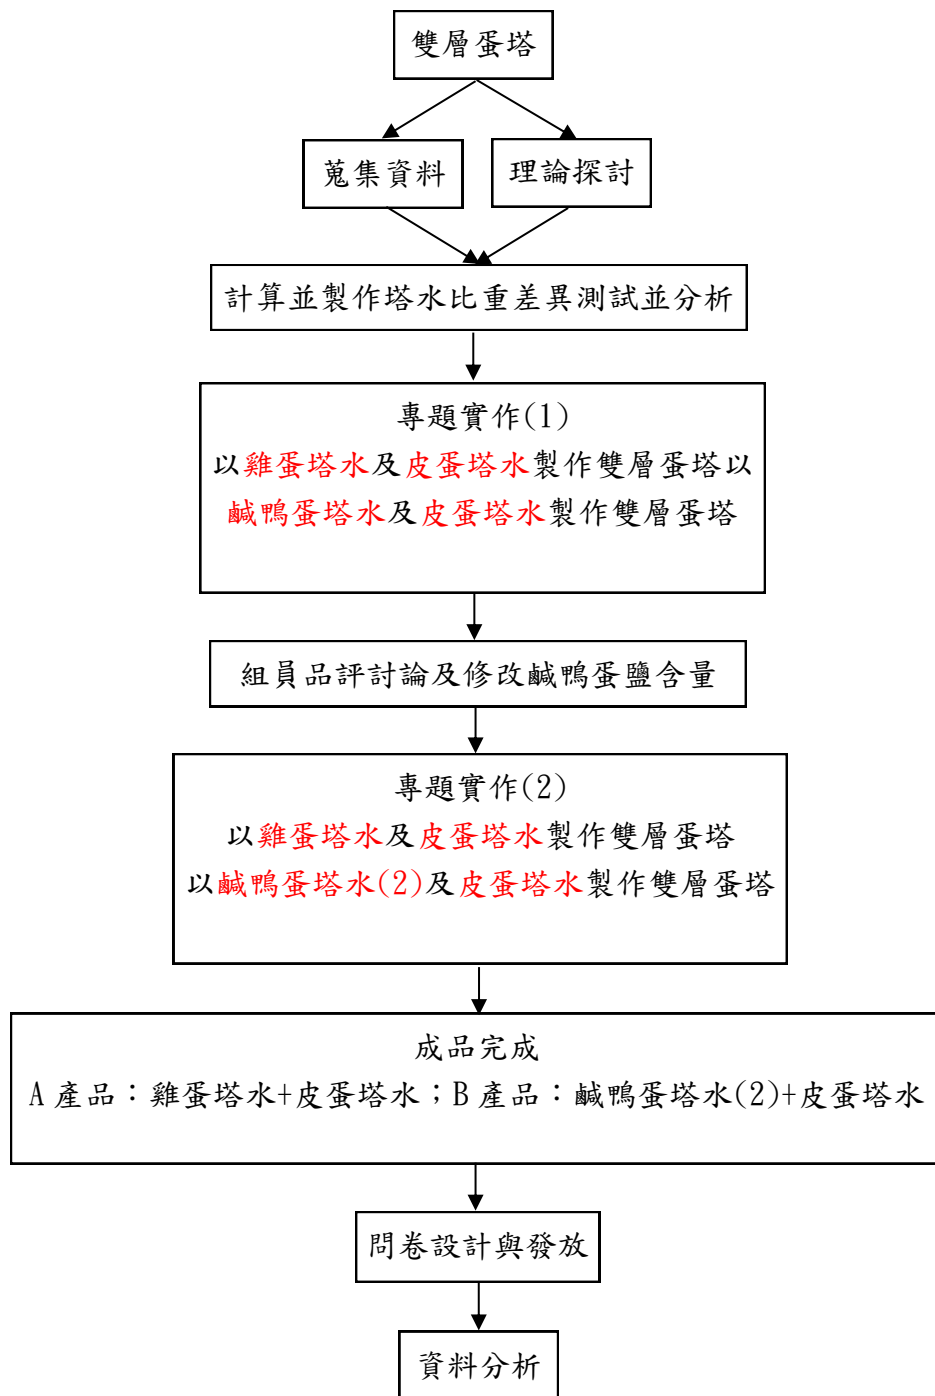 雙層蛋塔
蒐集資料
理論探討
計算並製作塔水比重差異測試並分析
專題實作(1)
以雞蛋塔水及皮蛋塔水製作雙層蛋塔以
鹹鴨蛋塔水及皮蛋塔水製作雙層蛋塔
組員品評討論及修改鹹鴨蛋鹽含量
專題實作(2)
以雞蛋塔水及皮蛋塔水製作雙層蛋塔
以鹹鴨蛋塔水(2)及皮蛋塔水製作雙層蛋塔
成品完成
A 產品：雞蛋塔水+皮蛋塔水；B 產品：鹹鴨蛋塔水(2)+皮蛋塔水
問卷設計與發放
資料分析